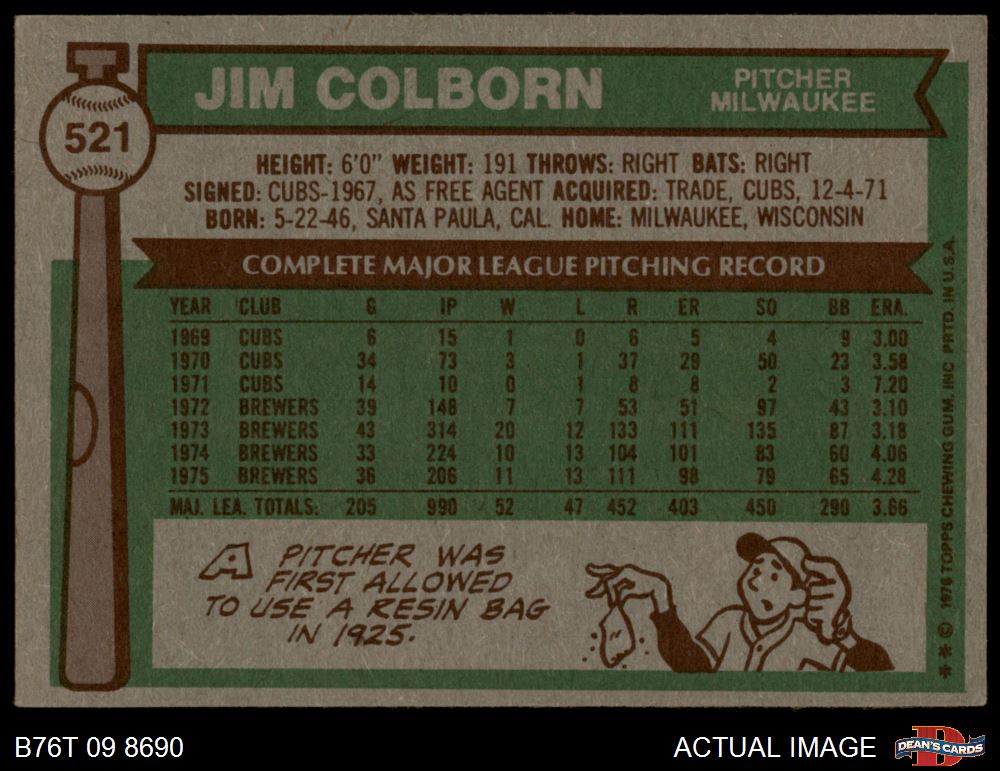 521
JIM COLBORN
PITCHER
MILWAUKEE
HEIGHT: 6'0" WEIGHT: 191 THROWS: RIGHT BATS: RIGHT
SIGNED: CUBS-1967, AS FREE AGENT ACQUIRED: TRADE, CUBS, 12-4-71
BORN: 5-22-46, SANTA PAULA, CAL. HOME: MILWAUKEE, WISCONSIN
COMPLETE MAJOR LEAGUE PITCHING RECORD
YEAR CLUB G IP W L R ER SO BB ERA.
1969 CUBS 6 15 1 0 6 5 4 9 3.00
1970 CUBS 34 73 3 1 37 29 50 23 3.58
1971 CUBS 14 10 0 1 8 8 2 3 7.20
1972 BREWERS 39 148 7 7 53 51 97 43 3.10
1973 BREWERS 43 314 20 12 133 111 135 87 3.18
1974 BREWERS 33 224 10 13 104 101 83 60 4.06
1975 BREWERS 36 206 11 13 111 98 79 65 4.28
MAJ. LEA. TOTALS: 205 990 52 47 452 403 450 290 3.66
A PITCHER WAS
FIRST ALLOWED
TO USE A RESIN BAG
IN 1925.
** © 1976 TOPPS CHEWING GUM, INC PRTD. IN U.S.A.
B76T 09 8690
ACTUAL IMAGE
D
DEAN'S CARDS